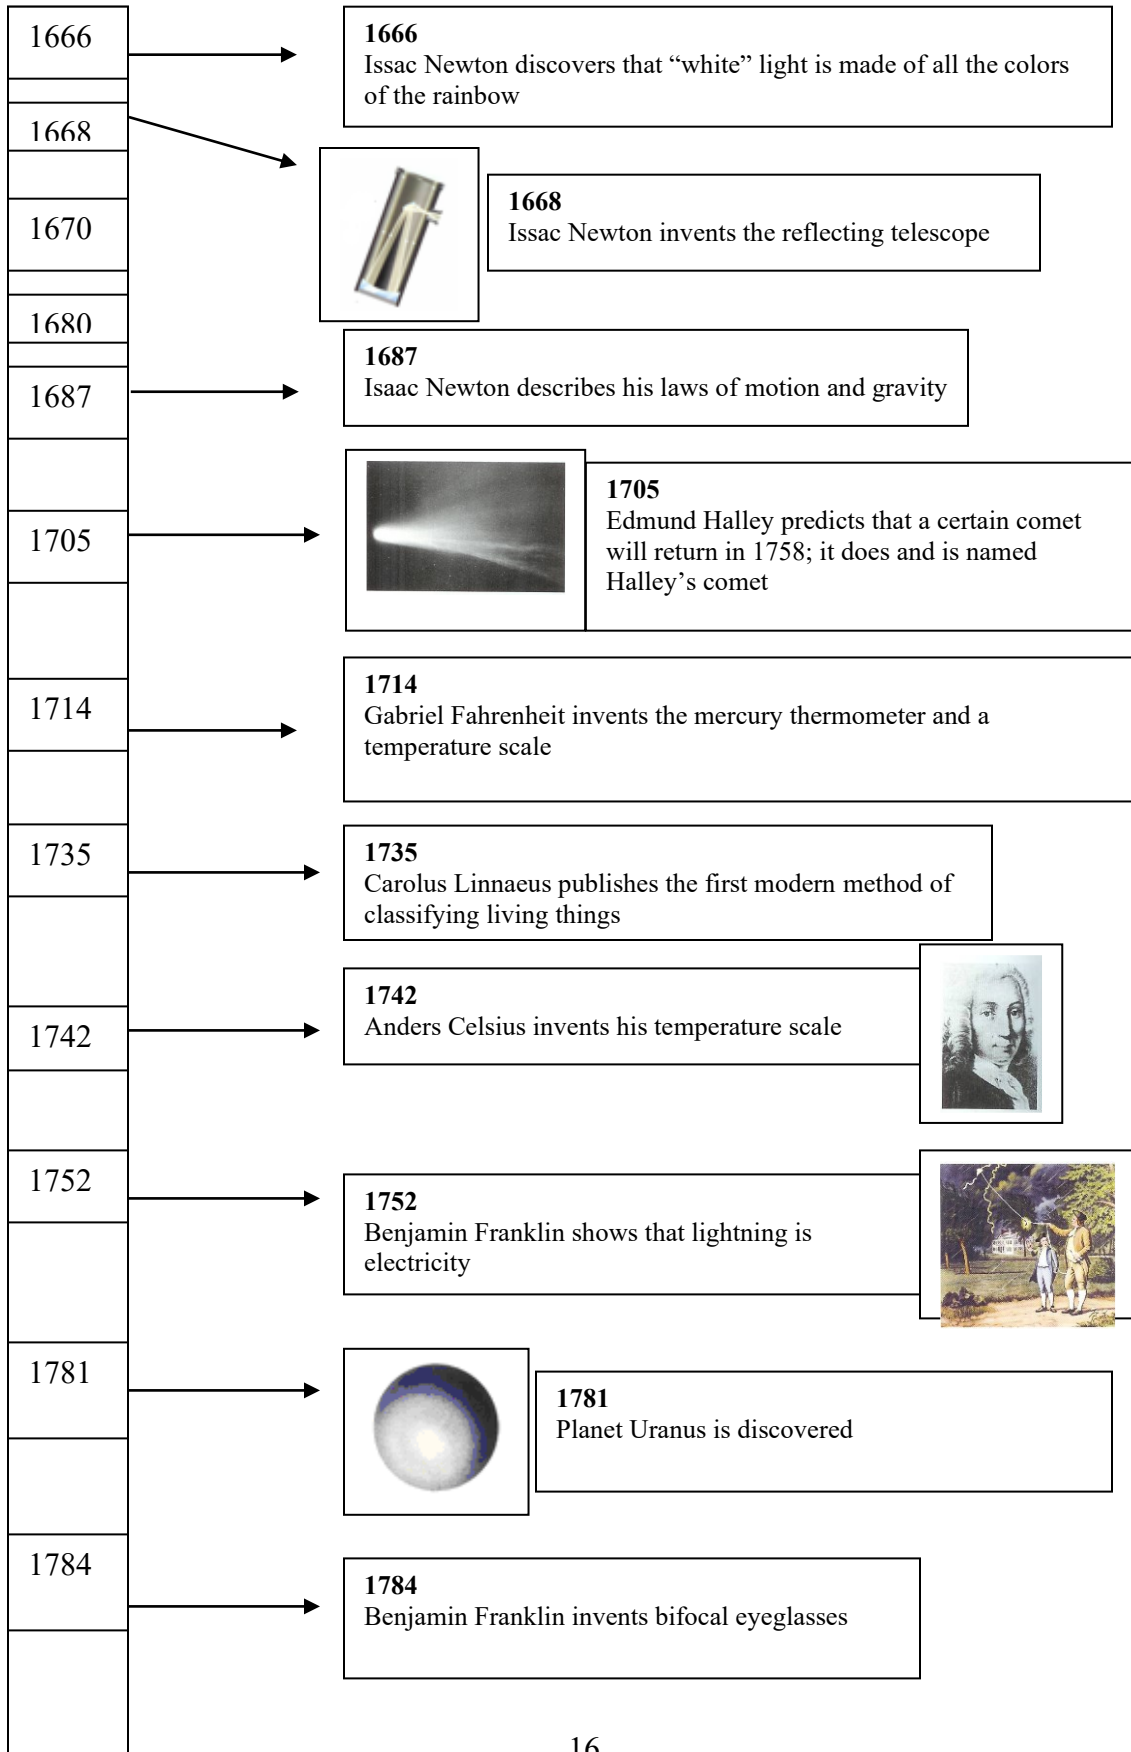 1666
1666
Issac Newton discovers that “white” light is made of all the colors
of the rainbow
1668
1668
Issac Newton invents the reflecting telescope
1670
1680
1687
1687
Isaac Newton describes his laws of motion and gravity
1705
1705
Edmund Halley predicts that a certain comet
will return in 1758; it does and is named
Halley’s comet
1714
1714
Gabriel Fahrenheit invents the mercury thermometer and a
temperature scale
1735
1735
Carolus Linnaeus publishes the first modern method of
classifying living things
1742
1742
Anders Celsius invents his temperature scale
1752
1752
Benjamin Franklin shows that lightning is
electricity
1781
1781
Planet Uranus is discovered
1784
1784
Benjamin Franklin invents bifocal eyeglasses
16